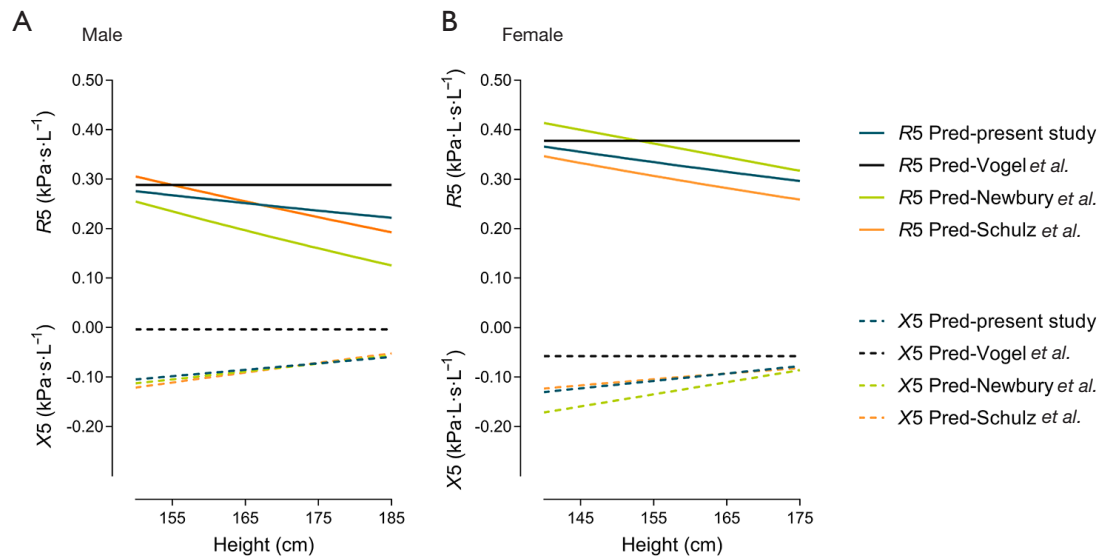 A
Male
R5 (kPa·s·L–1)
X5 (kPa·s·L–1)
0.50
0.40
0.30
0.20
0.10
0.00
-0.10
-0.20
155
165
175
185
Height (cm)
B
Female
R5 (kPa·L·s·L–1)
X5 (kPa·L·s·L–1)
0.50
0.40
0.30
0.20
0.10
0.00
-0.10
-0.20
145
155
165
175
Height (cm)
R5 Pred-present study
R5 Pred-Vogel et al.
R5 Pred-Newbury et al.
R5 Pred-Schulz et al.
X5 Pred-present study
X5 Pred-Vogel et al.
X5 Pred-Newbury et al.
X5 Pred-Schulz et al.